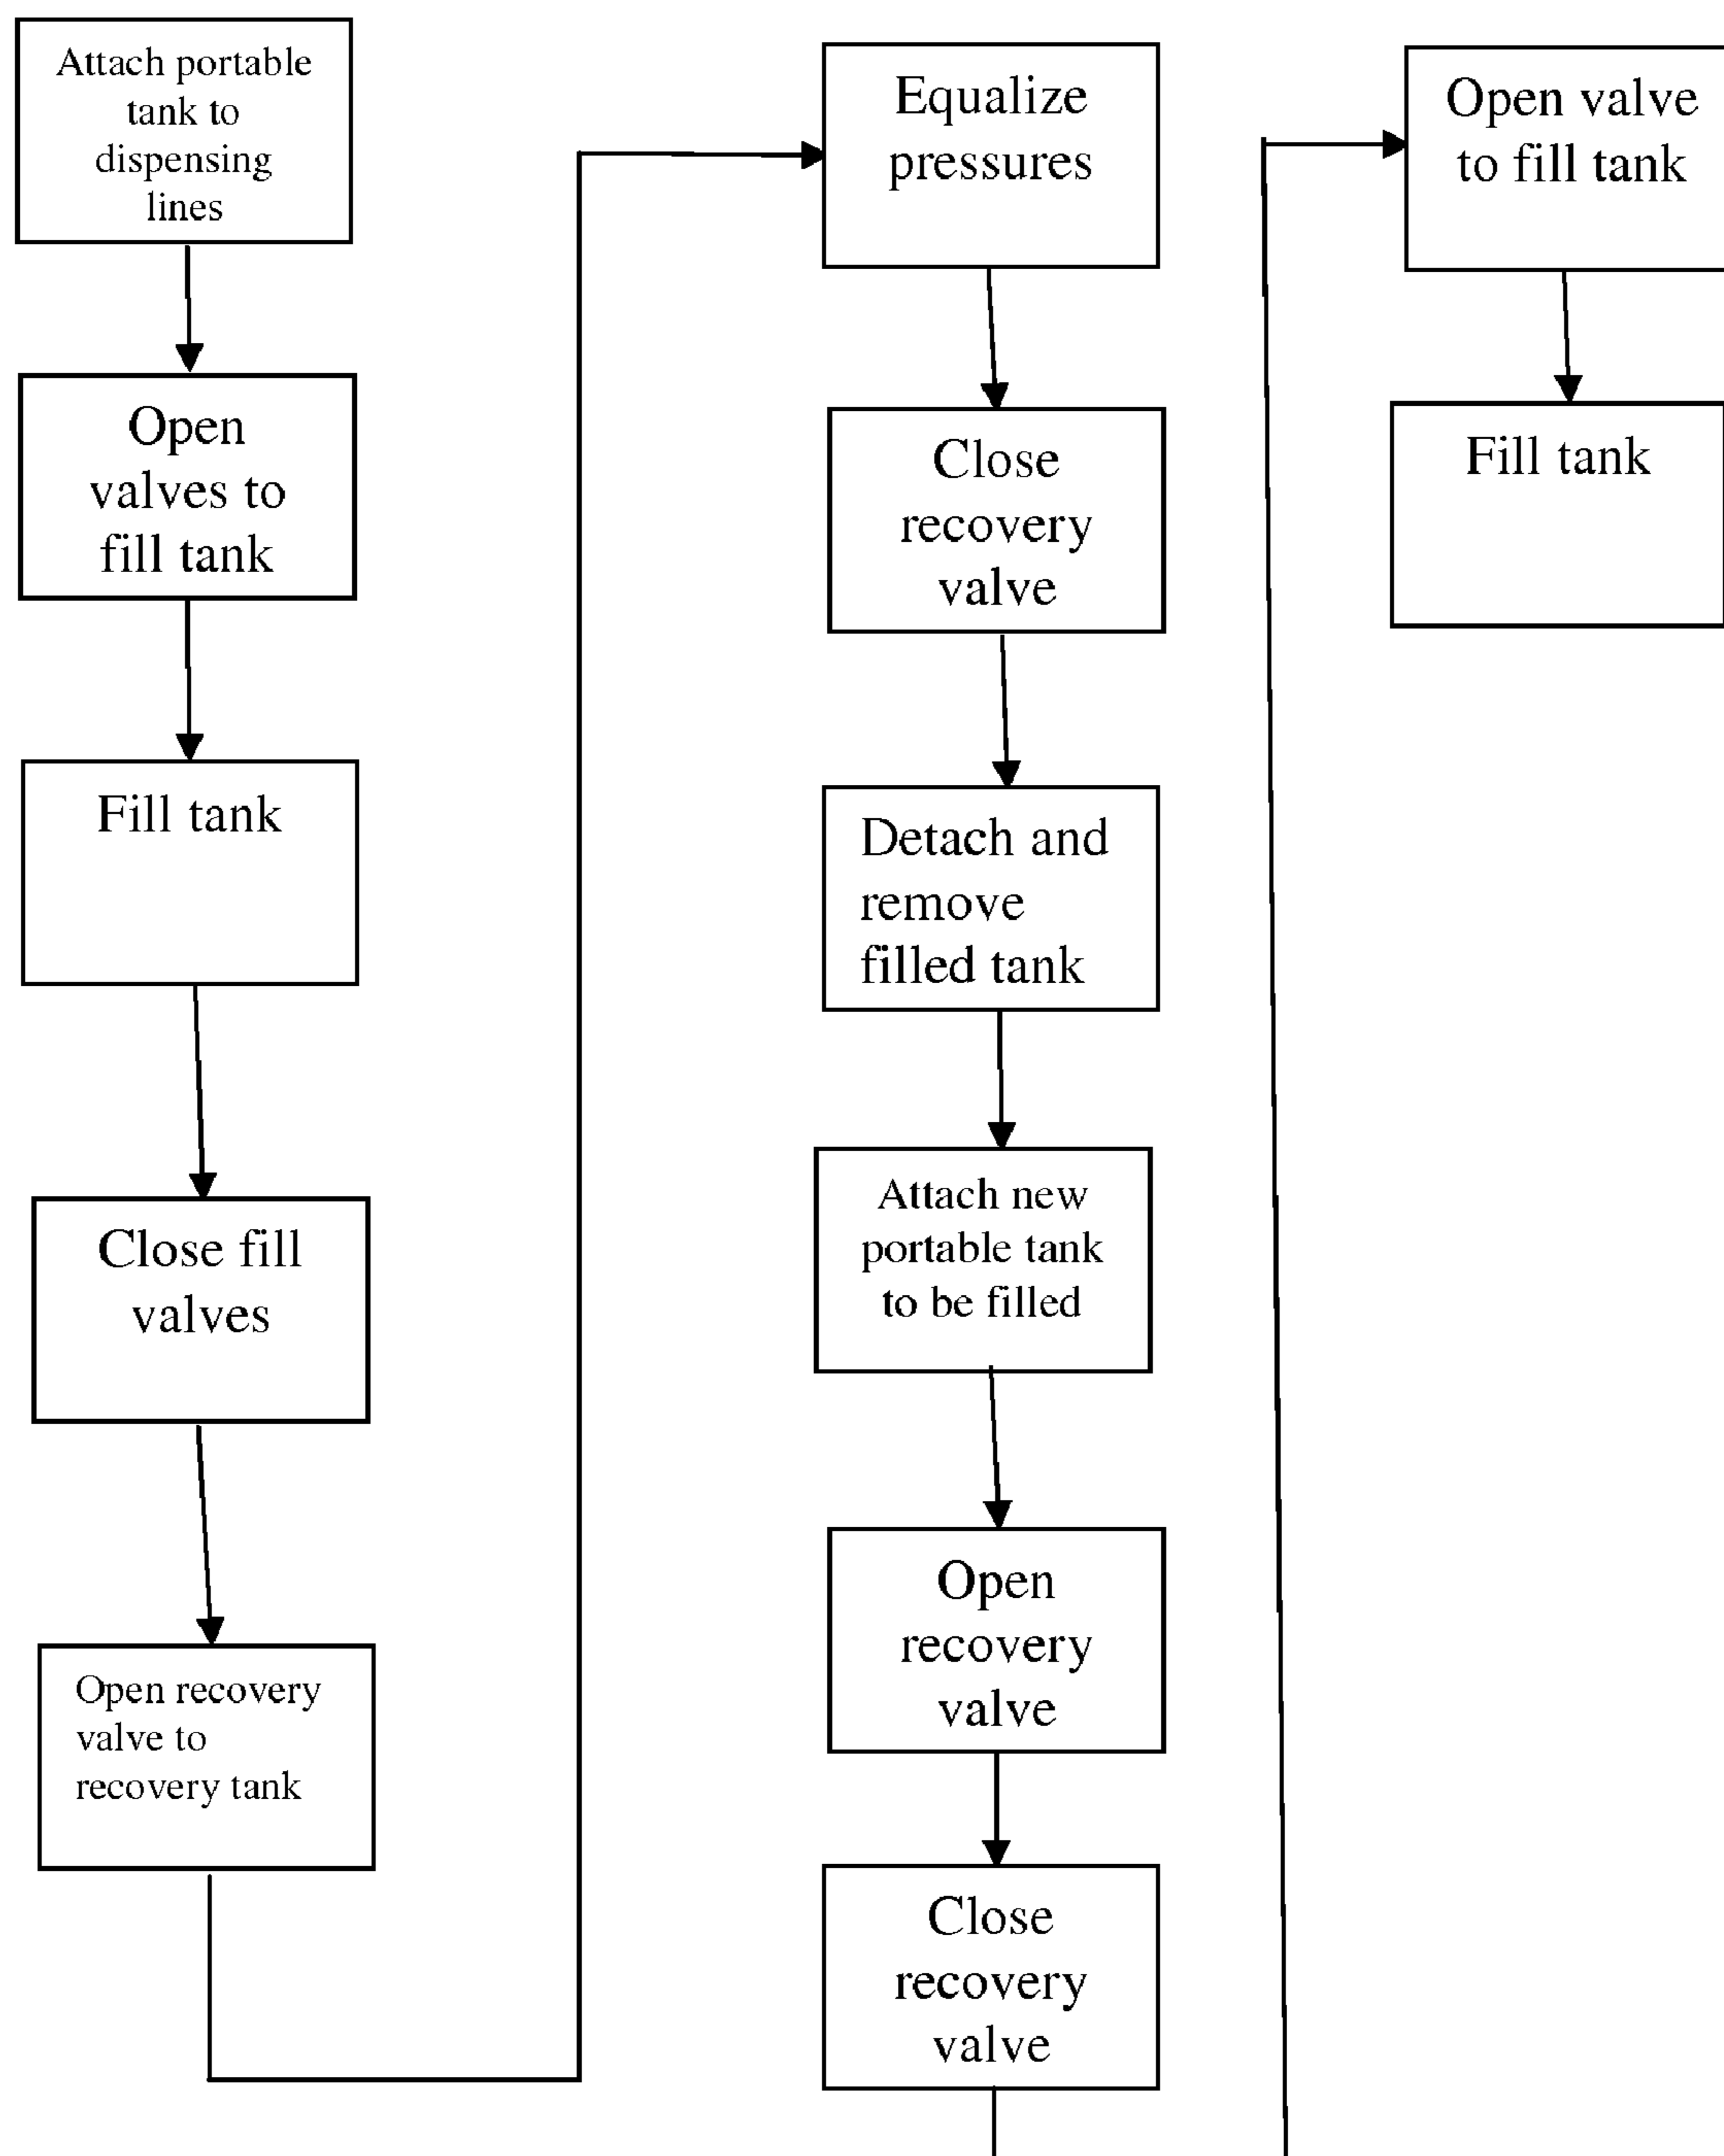 Attach portable
tank to
dispensing
lines
Open
valves to
fill tank
Fill tank
Close fill
valves
Open recovery
valve to
recovery tank
Equalize
pressures
Close
recovery
valve
Detach and
remove
filled tank
Attach new
portable tank
to be filled
Open
recovery
valve
Close
recovery
valve
Open valve
to fill tank
Fill tank